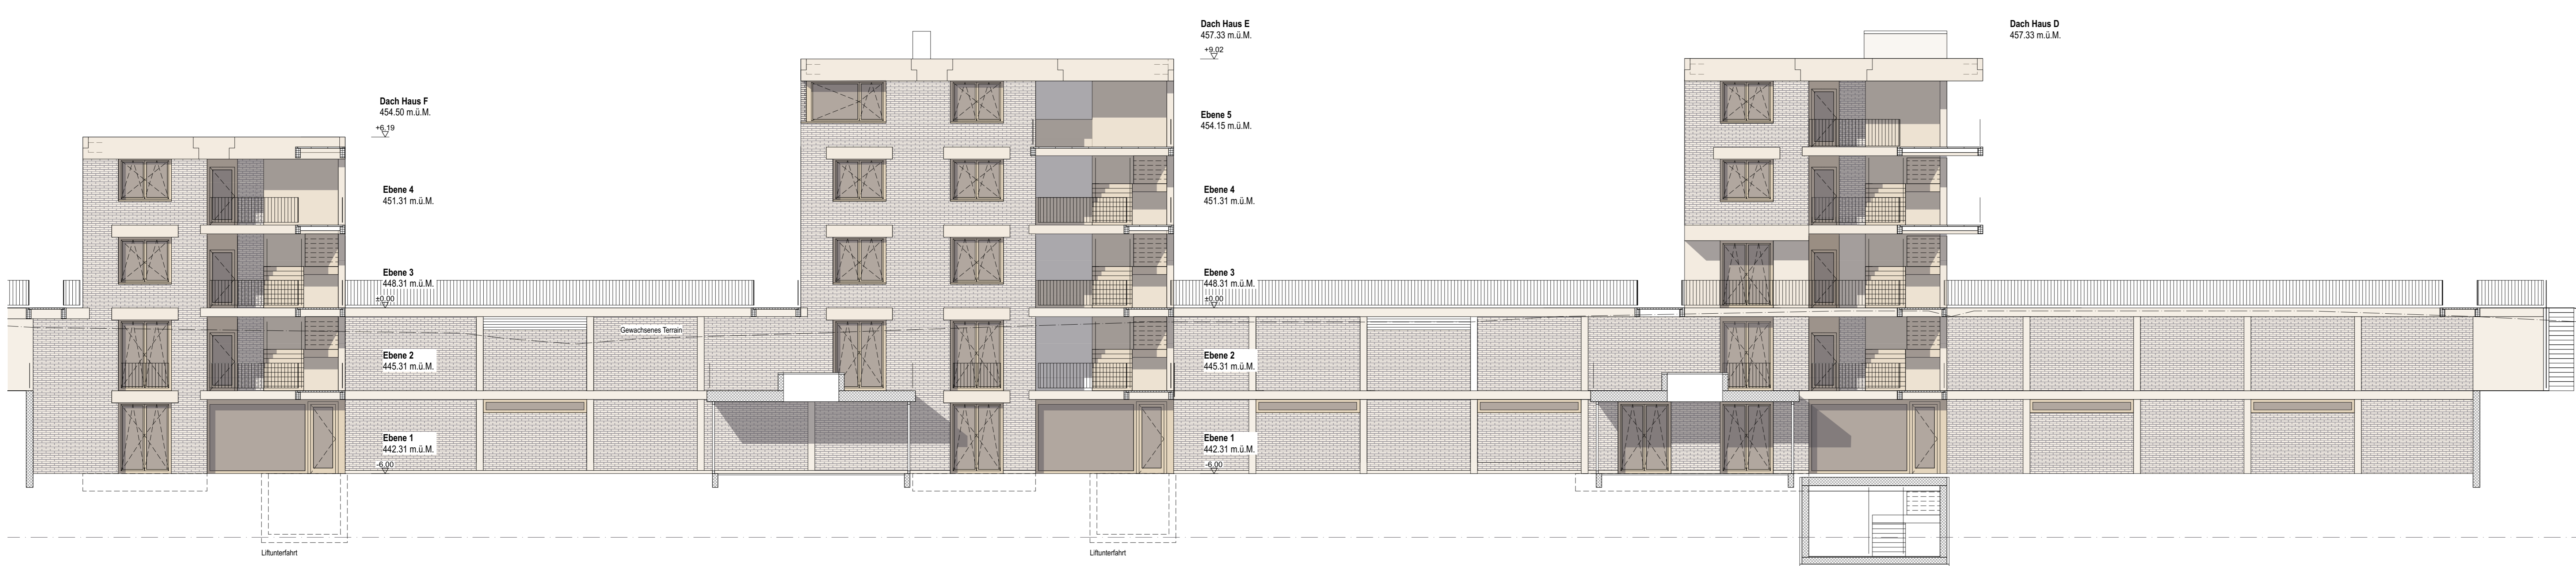 Dach Haus F
454.50 m.ü.M.
+6.19
Ebene 4
451.31 m.ü.M.
Ebene 3
448.31 m.ü.M.
±0.00
Gewachsenes Terrain
Ebene 2
445.31 m.ü.M.
Ebene 1
442.31 m.ü.M.
-6.00
Liftunterfahrt
Dach Haus E
457.33 m.ü.M.
+9.02
Ebene 5
454.15 m.ü.M.
Ebene 4
451.31 m.ü.M.
Ebene 3
448.31 m.ü.M.
±0.00
Ebene 2
445.31 m.ü.M.
Ebene 1
442.31 m.ü.M.
-6.00
Liftunterfahrt
Dach Haus D
457.33 m.ü.M.